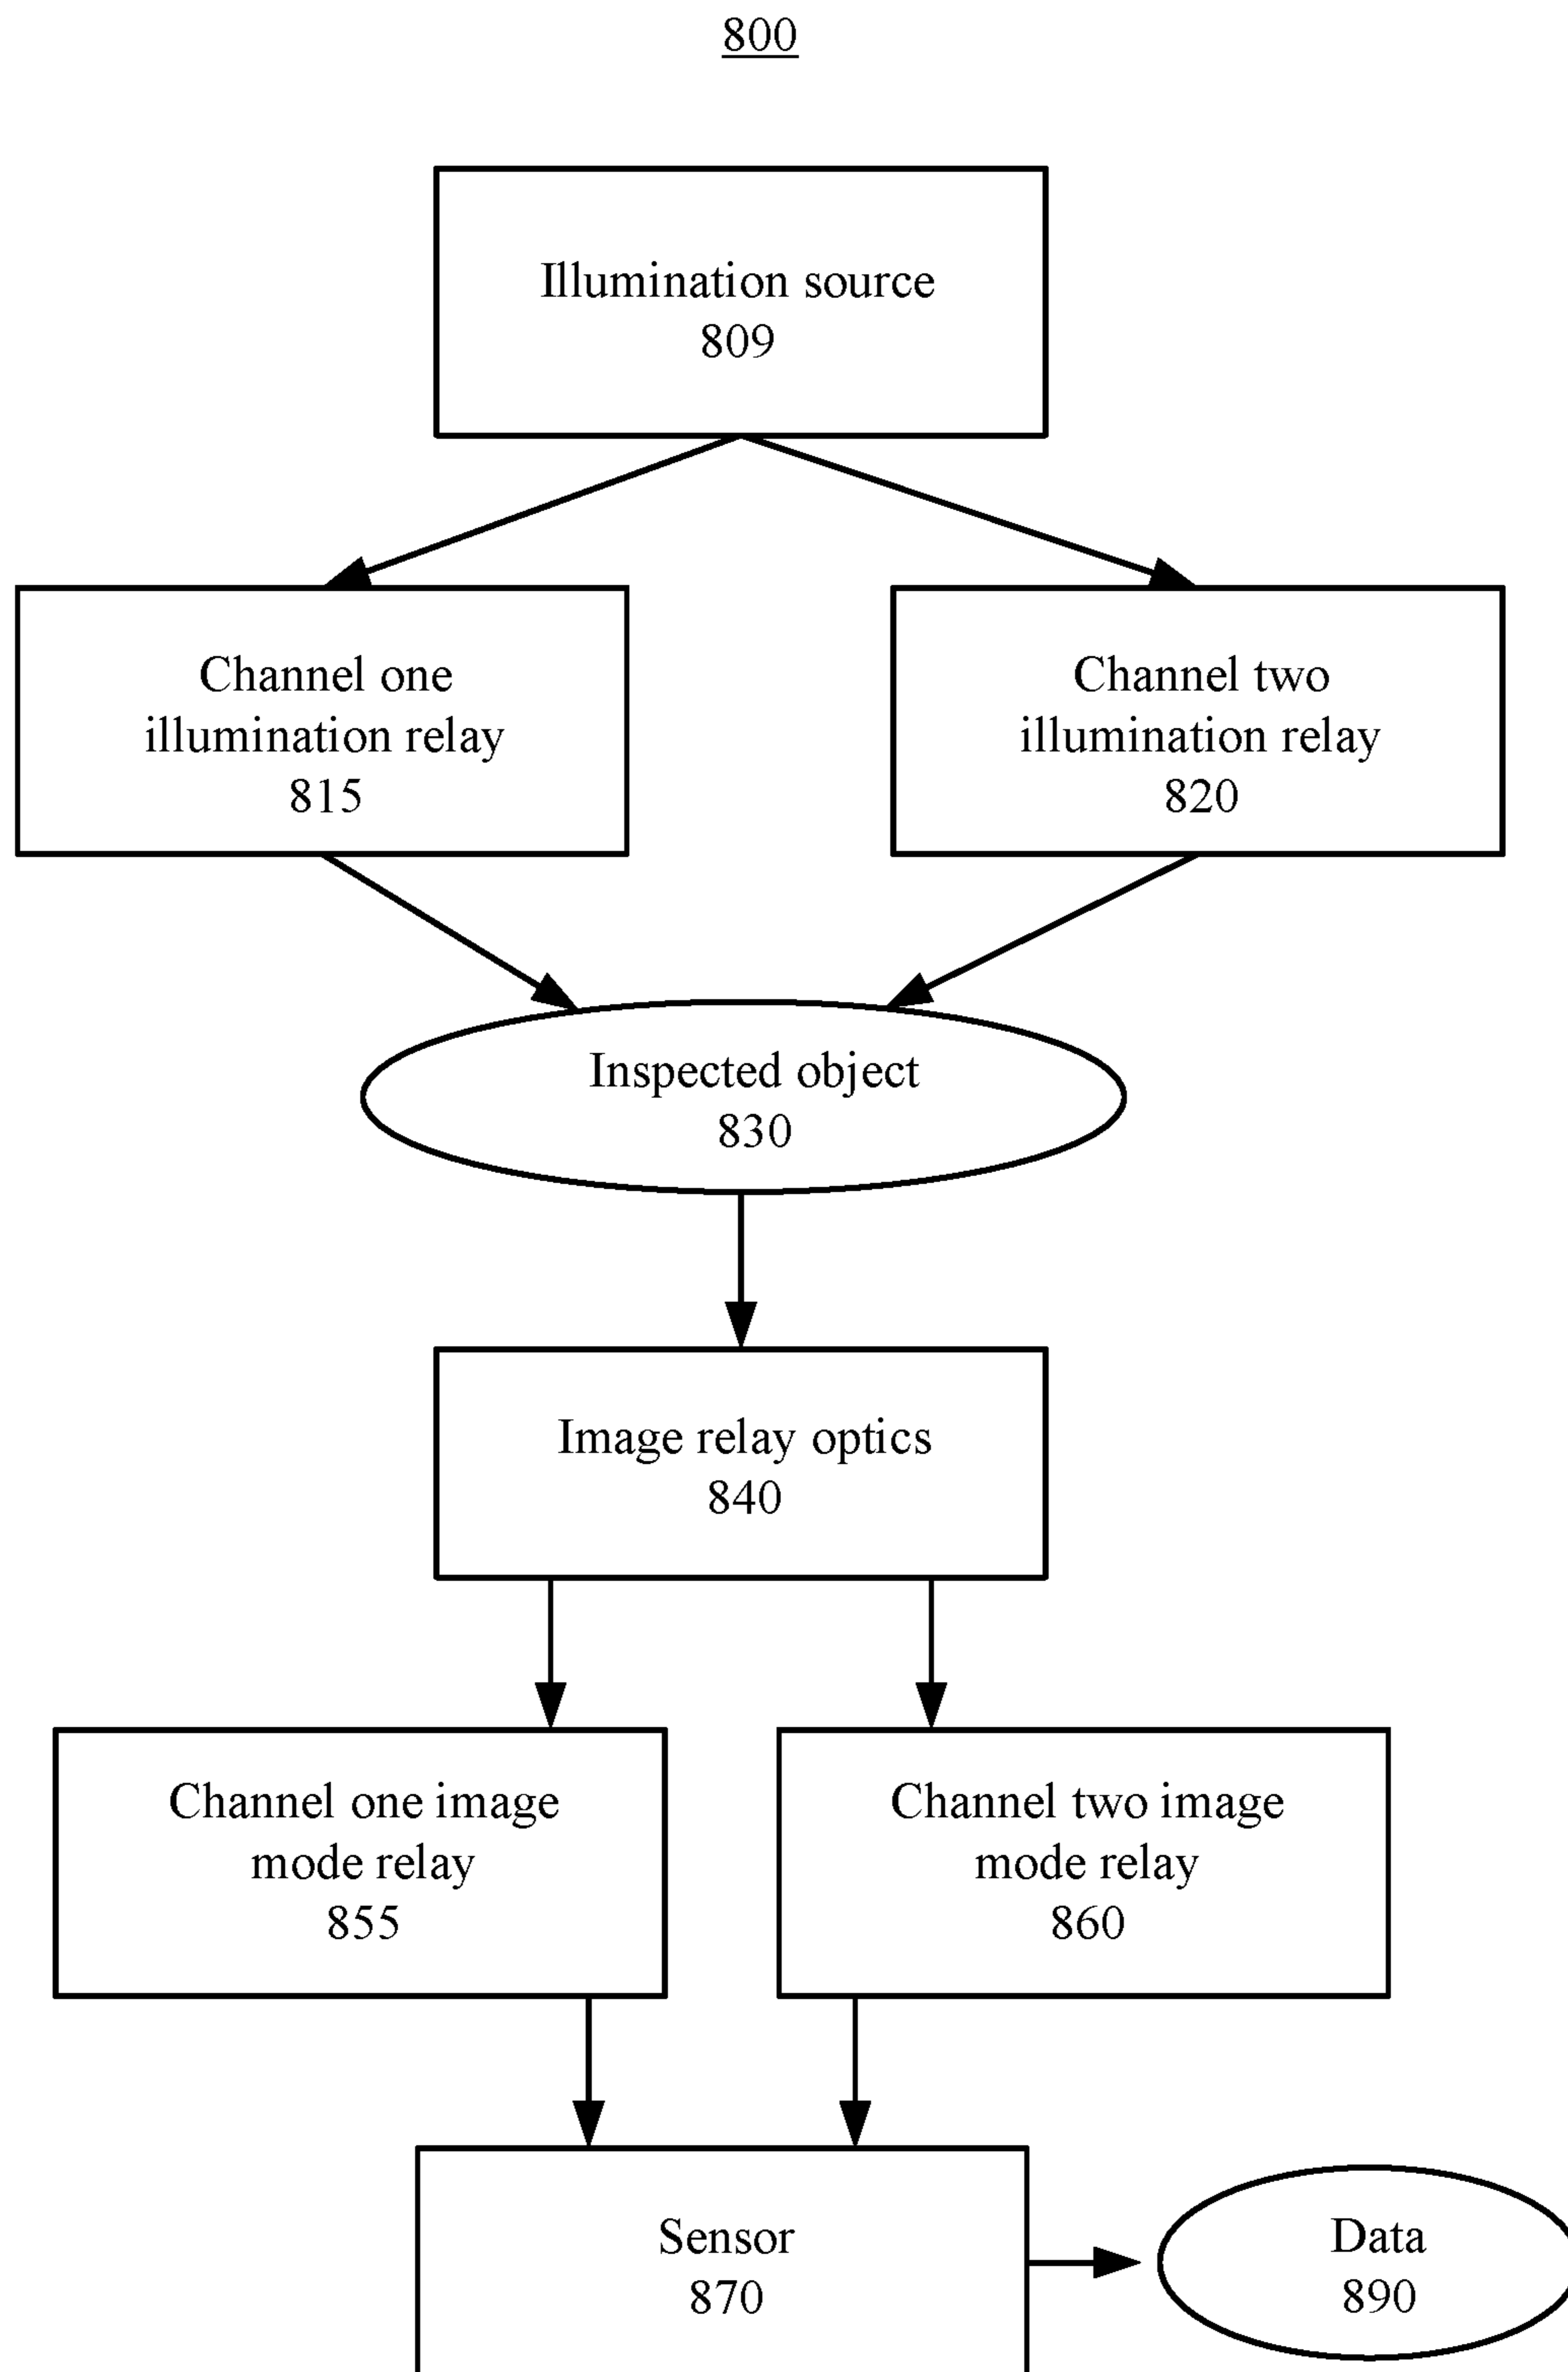 800
Illumination source
809
Channel one
illumination relay
815
Channel two
illumination relay
820
Inspected object
830
Image relay optics
840
Channel one image
mode relay
855
Channel two image
mode relay
860
Sensor
870
Data
890